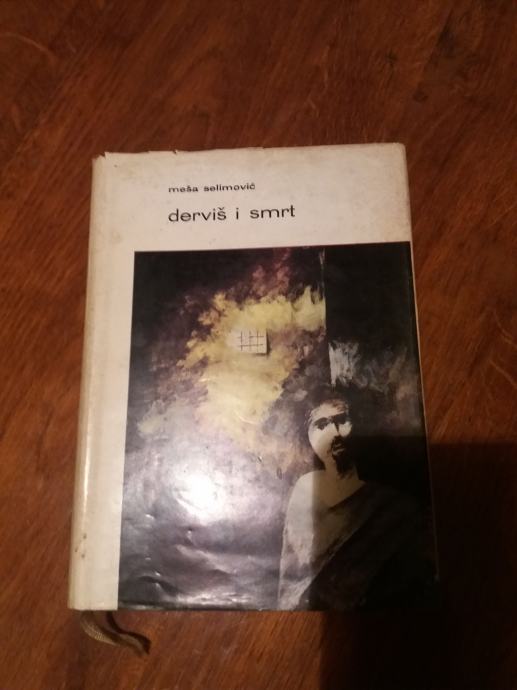 meša selimović
derviš i smrt